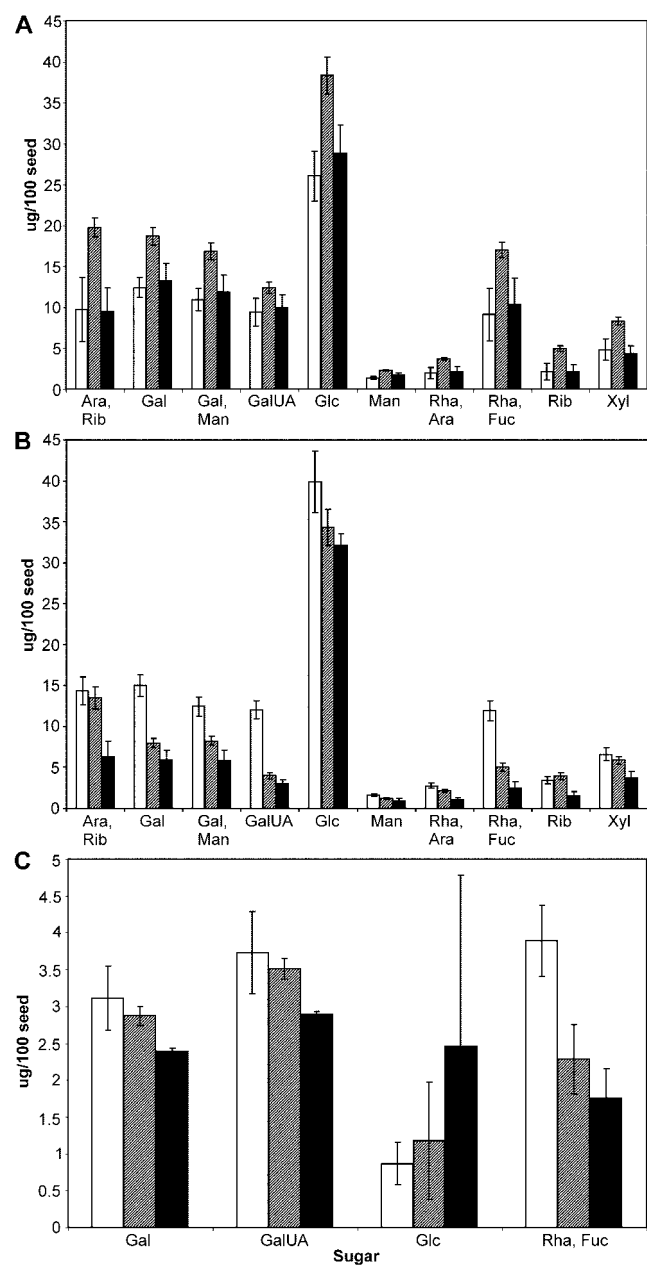 A
45
40
35
30
25
20
15
10
5
0
ug/100 seed
Ara, Gal Gal, GalUA Glc Man Rha, Rha, Rib Xyl
Rib Man Ara Fuc
B
45
40
35
30
25
20
15
10
5
0
ug/100 seed
Ara, Gal Gal, GalUA Glc Man Rha, Rha, Rib Xyl
Rib Man Ara Fuc
C
5
4.5
4
3.5
3
2.5
2
1.5
1
0.5
0
ug/100 seed
Gal GalUA Glc Rha, Fuc
Sugar